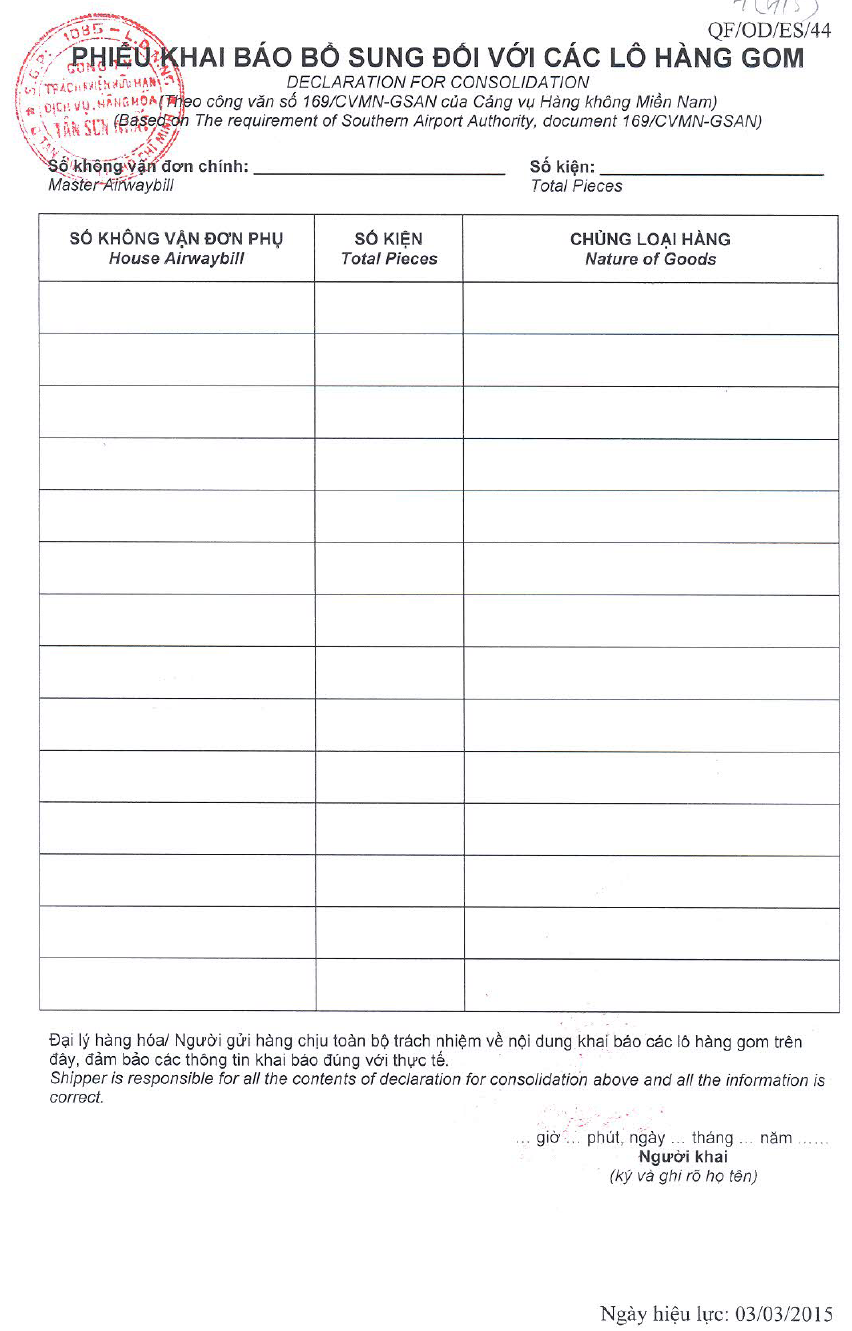 QF/OD/ES/44
PHIẾU KHAI BÁO BỔ SUNG ĐỐI VỚI CÁC LÔ HÀNG GOM
DECLARATION FOR CONSOLIDATION
(Theo công văn số 169/CVMN-GSAN của Cảng vụ Hàng không Miền Nam)
(Based on The requirement of Southern Airport Authority, document 169/CVMN-GSAN)
CÔNG TY
TRÁCH NHIỆM HỮU HẠN
DỊCH VỤ HÀNG HÓA
TÂN SƠN NHẤT
Số không vận đơn chính: Số kiện:
Master Airwaybill Total Pieces
SỐ KHÔNG VẬN ĐƠN PHỤ SỐ KIỆN CHỦNG LOẠI HÀNG
House Airwaybill Total Pieces Nature of Goods
Đại lý hàng hóa/ Người gửi hàng chịu toàn bộ trách nhiệm về nội dung khai báo các lô hàng gom trên
đây, đảm bảo các thông tin khai báo đúng với thực tế.
Shipper is responsible for all the contents of declaration for consolidation above and all the information is
correct.
... giờ ... phút, ngày ... tháng ... năm ......
Người khai
(ký và ghi rõ họ tên)
Ngày hiệu lực: 03/03/2015